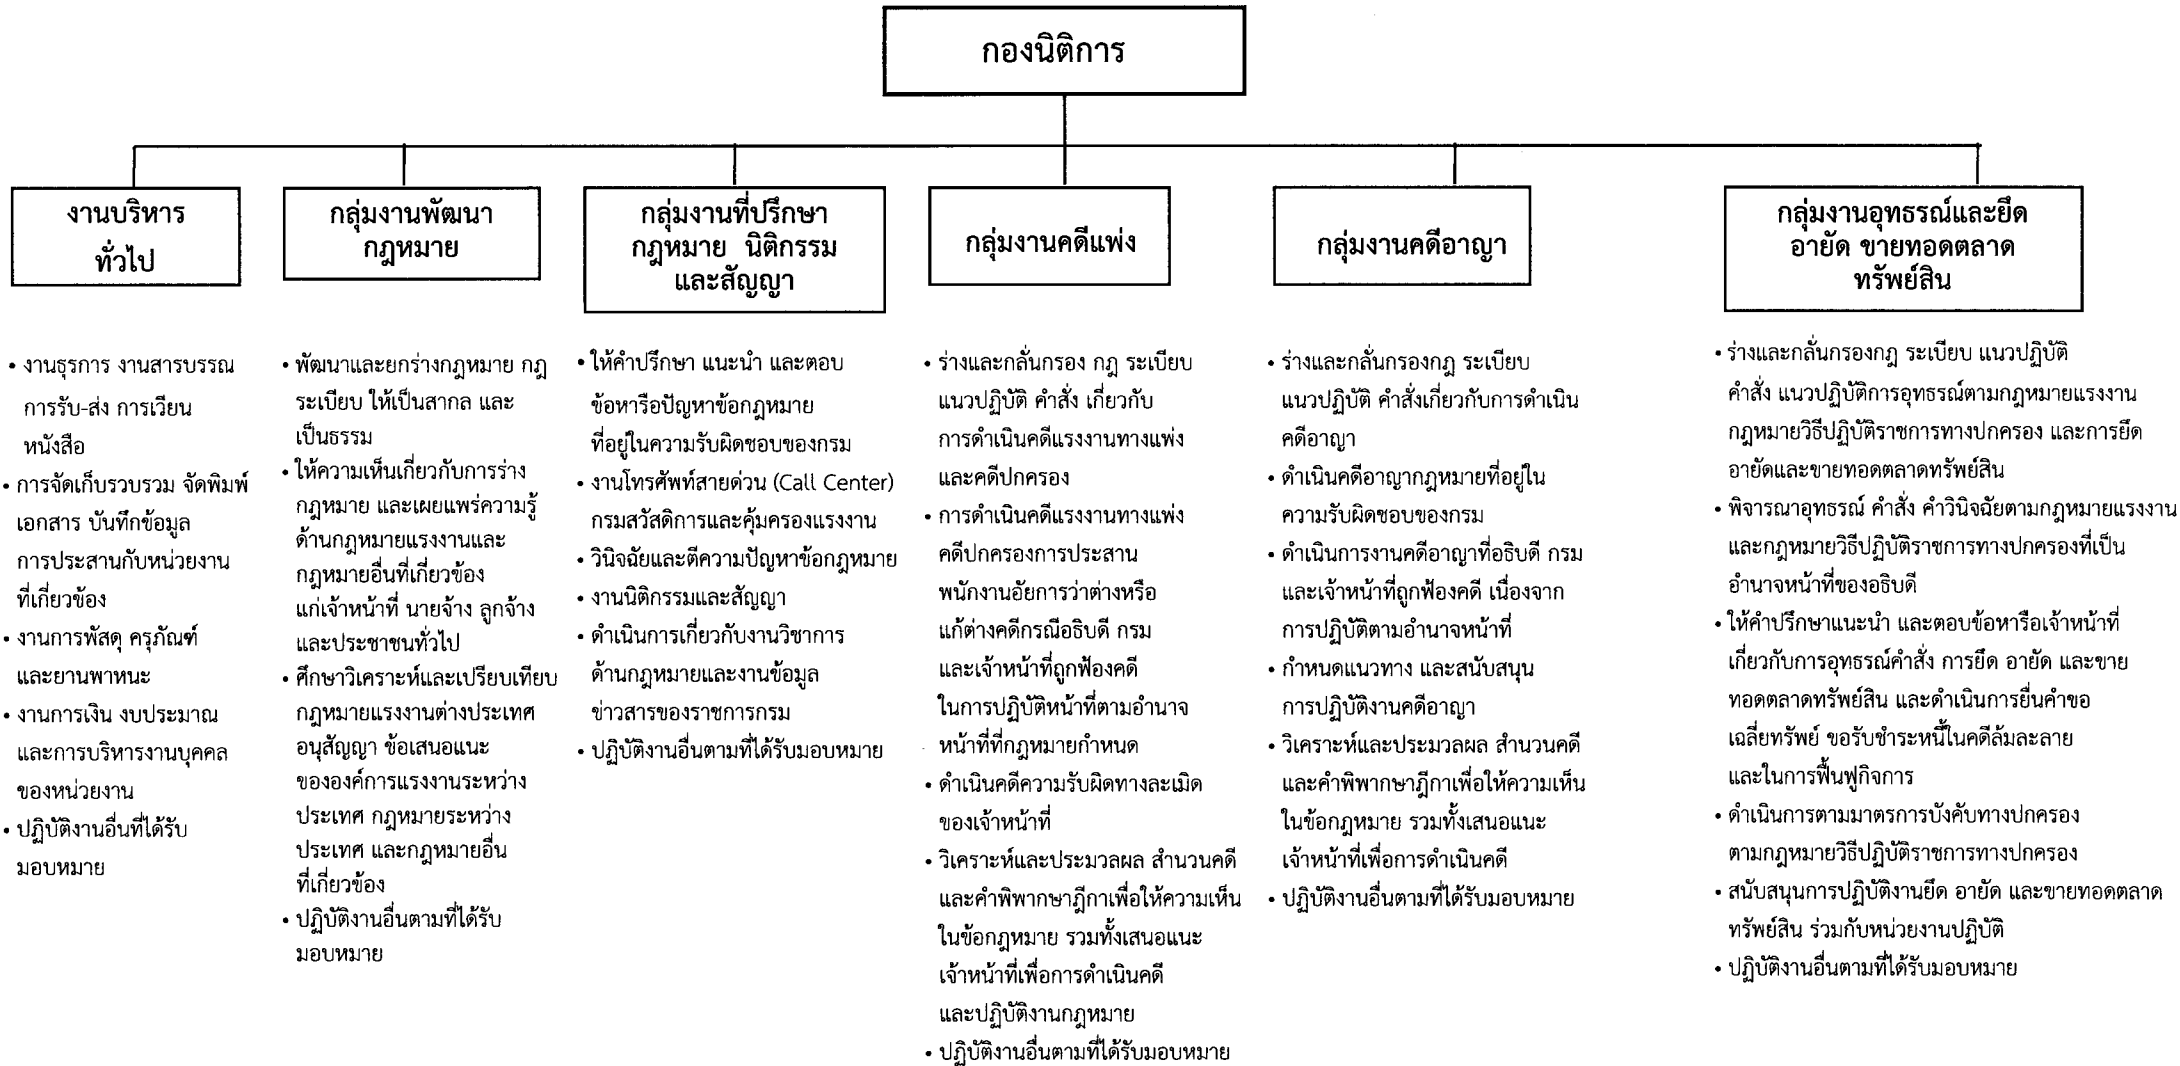 กองนิติการ
งานบริหาร
ทั่วไป
• งานธุรการ งานสารบรรณ
การรับ-ส่ง การเวียน
หนังสือ
• การจัดเก็บรวบรวม จัดพิมพ์
เอกสาร บันทึกข้อมูล
การประสานกับหน่วยงาน
ที่เกี่ยวข้อง
• งานการพัสดุ ครุภัณฑ์
และยานพาหนะ
• งานการเงิน งบประมาณ
และการบริหารงานบุคคล
ของหน่วยงาน
• ปฏิบัติงานอื่นที่ได้รับ
มอบหมาย
กลุ่มงานพัฒนา
กฎหมาย
• พัฒนาและยกร่างกฎหมาย กฎ
ระเบียบ ให้เป็นสากล และ
เป็นธรรม
• ให้ความเห็นเกี่ยวกับการร่าง
กฎหมาย และเผยแพร่ความรู้
ด้านกฎหมายแรงงานและ
กฎหมายอื่นที่เกี่ยวข้อง
แก่เจ้าหน้าที่ นายจ้าง ลูกจ้าง
และประชาชนทั่วไป
• ศึกษาวิเคราะห์และเปรียบเทียบ
กฎหมายแรงงานต่างประเทศ
อนุสัญญา ข้อเสนอแนะ
ขององค์การแรงงานระหว่าง
ประเทศ กฎหมายระหว่าง
ประเทศ และกฎหมายอื่น
ที่เกี่ยวข้อง
• ปฏิบัติงานอื่นตามที่ได้รับ
มอบหมาย
กลุ่มงานที่ปรึกษา
กฎหมาย นิติกรรม
และสัญญา
• ให้คำปรึกษา แนะนำ และตอบ
ข้อหารือปัญหาข้อกฎหมาย
ที่อยู่ในความรับผิดชอบของกรม
• งานโทรศัพท์สายด่วน (Call Center)
กรมสวัสดิการและคุ้มครองแรงงาน
• วินิจฉัยและตีความปัญหาข้อกฎหมาย
• งานนิติกรรมและสัญญา
• ดำเนินการเกี่ยวกับงานวิชาการ
ด้านกฎหมายและงานข้อมูล
ข่าวสารของราชการกรม
• ปฏิบัติงานอื่นตามที่ได้รับมอบหมาย
กลุ่มงานคดีแพ่ง
• ร่างและกลั่นกรอง กฎ ระเบียบ
แนวปฏิบัติ คำสั่ง เกี่ยวกับ
การดำเนินคดีแรงงานทางแพ่ง
และคดีปกครอง
• การดำเนินคดีแรงงานทางแพ่ง
คดีปกครองการประสาน
พนักงานอัยการว่าต่างหรือ
แก้ต่างคดีกรณีอธิบดี กรม
และเจ้าหน้าที่ถูกฟ้องคดี
ในการปฏิบัติหน้าที่ตามอำนาจ
หน้าที่ที่กฎหมายกำหนด
• ดำเนินคดีความรับผิดทางละเมิด
ของเจ้าหน้าที่
• วิเคราะห์และประมวลผล สำนวนคดี
และคำพิพากษาฎีกาเพื่อให้ความเห็น
ในข้อกฎหมาย รวมทั้งเสนอแนะ
เจ้าหน้าที่เพื่อการดำเนินคดี
และปฏิบัติงานกฎหมาย
• ปฏิบัติงานอื่นตามที่ได้รับมอบหมาย
กลุ่มงานคดีอาญา
• ร่างและกลั่นกรองกฎ ระเบียบ
แนวปฏิบัติ คำสั่งเกี่ยวกับการดำเนิน
คดีอาญา
• ดำเนินคดีอาญากฎหมายที่อยู่ใน
ความรับผิดชอบของกรม
• ดำเนินการงานคดีอาญาที่อธิบดี กรม
และเจ้าหน้าที่ถูกฟ้องคดี เนื่องจาก
การปฏิบัติตามอำนาจหน้าที่
• กำหนดแนวทาง และสนับสนุน
การปฏิบัติงานคดีอาญา
• วิเคราะห์และประมวลผล สำนวนคดี
และคำพิพากษาฎีกาเพื่อให้ความเห็น
ในข้อกฎหมาย รวมทั้งเสนอแนะ
เจ้าหน้าที่เพื่อการดำเนินคดี
• ปฏิบัติงานอื่นตามที่ได้รับมอบหมาย
กลุ่มงานอุทธรณ์และยึด
อายัด ขายทอดตลาด
ทรัพย์สิน
• ร่างและกลั่นกรองกฎ ระเบียบ แนวปฏิบัติ
คำสั่ง แนวปฏิบัติการอุทธรณ์ตามกฎหมายแรงงาน
กฎหมายวิธีปฏิบัติราชการทางปกครอง และการยึด
อายัดและขายทอดตลาดทรัพย์สิน
• พิจารณาอุทธรณ์ คำสั่ง คำวินิจฉัยตามกฎหมายแรงงาน
และกฎหมายวิธีปฏิบัติราชการทางปกครองที่เป็น
อำนาจหน้าที่ของอธิบดี
• ให้คำปรึกษาแนะนำ และตอบข้อหารือเจ้าหน้าที่
เกี่ยวกับการอุทธรณ์คำสั่ง การยึด อายัด และขาย
ทอดตลาดทรัพย์สิน และดำเนินการยื่นคำขอ
เฉลี่ยทรัพย์ ขอรับชำระหนี้ในคดีล้มละลาย
และในการฟื้นฟูกิจการ
• ดำเนินการตามมาตรการบังคับทางปกครอง
ตามกฎหมายวิธีปฏิบัติราชการทางปกครอง
• สนับสนุนการปฏิบัติงานยึด อายัด และขายทอดตลาด
ทรัพย์สิน ร่วมกับหน่วยงานปฏิบัติ
• ปฏิบัติงานอื่นตามที่ได้รับมอบหมาย